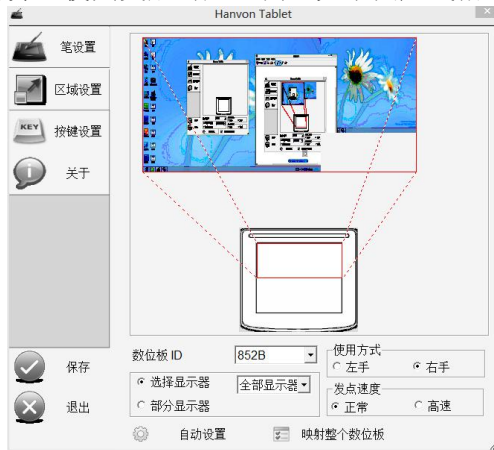 Hanvon Tablet
笔设置
区域设置
KEY
按键设置
关于
数位板 ID
852B
使用方式
左手
右手
选择显示器
全部显示器
部分显示器
发点速度
正常
高速
保存
退出
自动设置
映射整个数位板